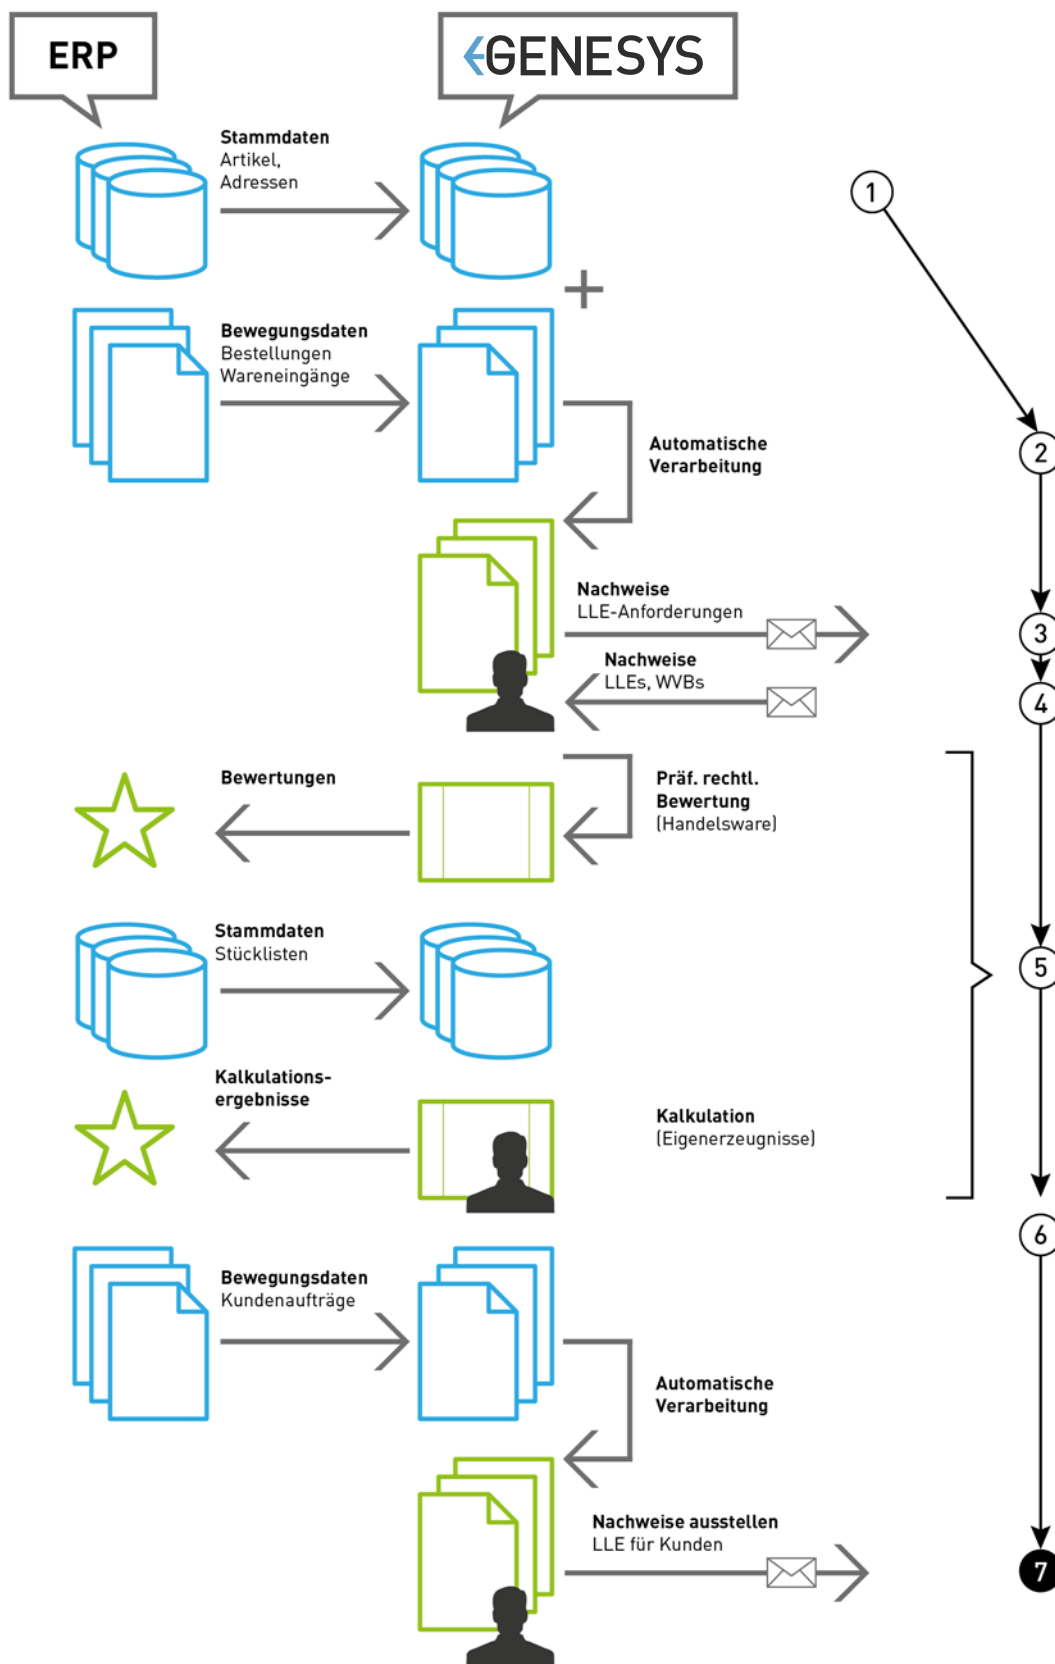 ERP
GENESYS
Stammdaten
Artikel,
Adressen
1
Bewegungsdaten
Bestellungen
Wareneingänge
Automatische
Verarbeitung
2
Nachweise
LLE-Anforderungen
3
Nachweise
LLEs, WVBs
4
Bewertungen
Präf. rechtl.
Bewertung
(Handelsware)
Stammdaten
Stücklisten
5
Kalkulations-
ergebnisse
Kalkulation
(Eigenerzeugnisse)
6
Bewegungsdaten
Kundenaufträge
Automatische
Verarbeitung
Nachweise ausstellen
LLE für Kunden
7